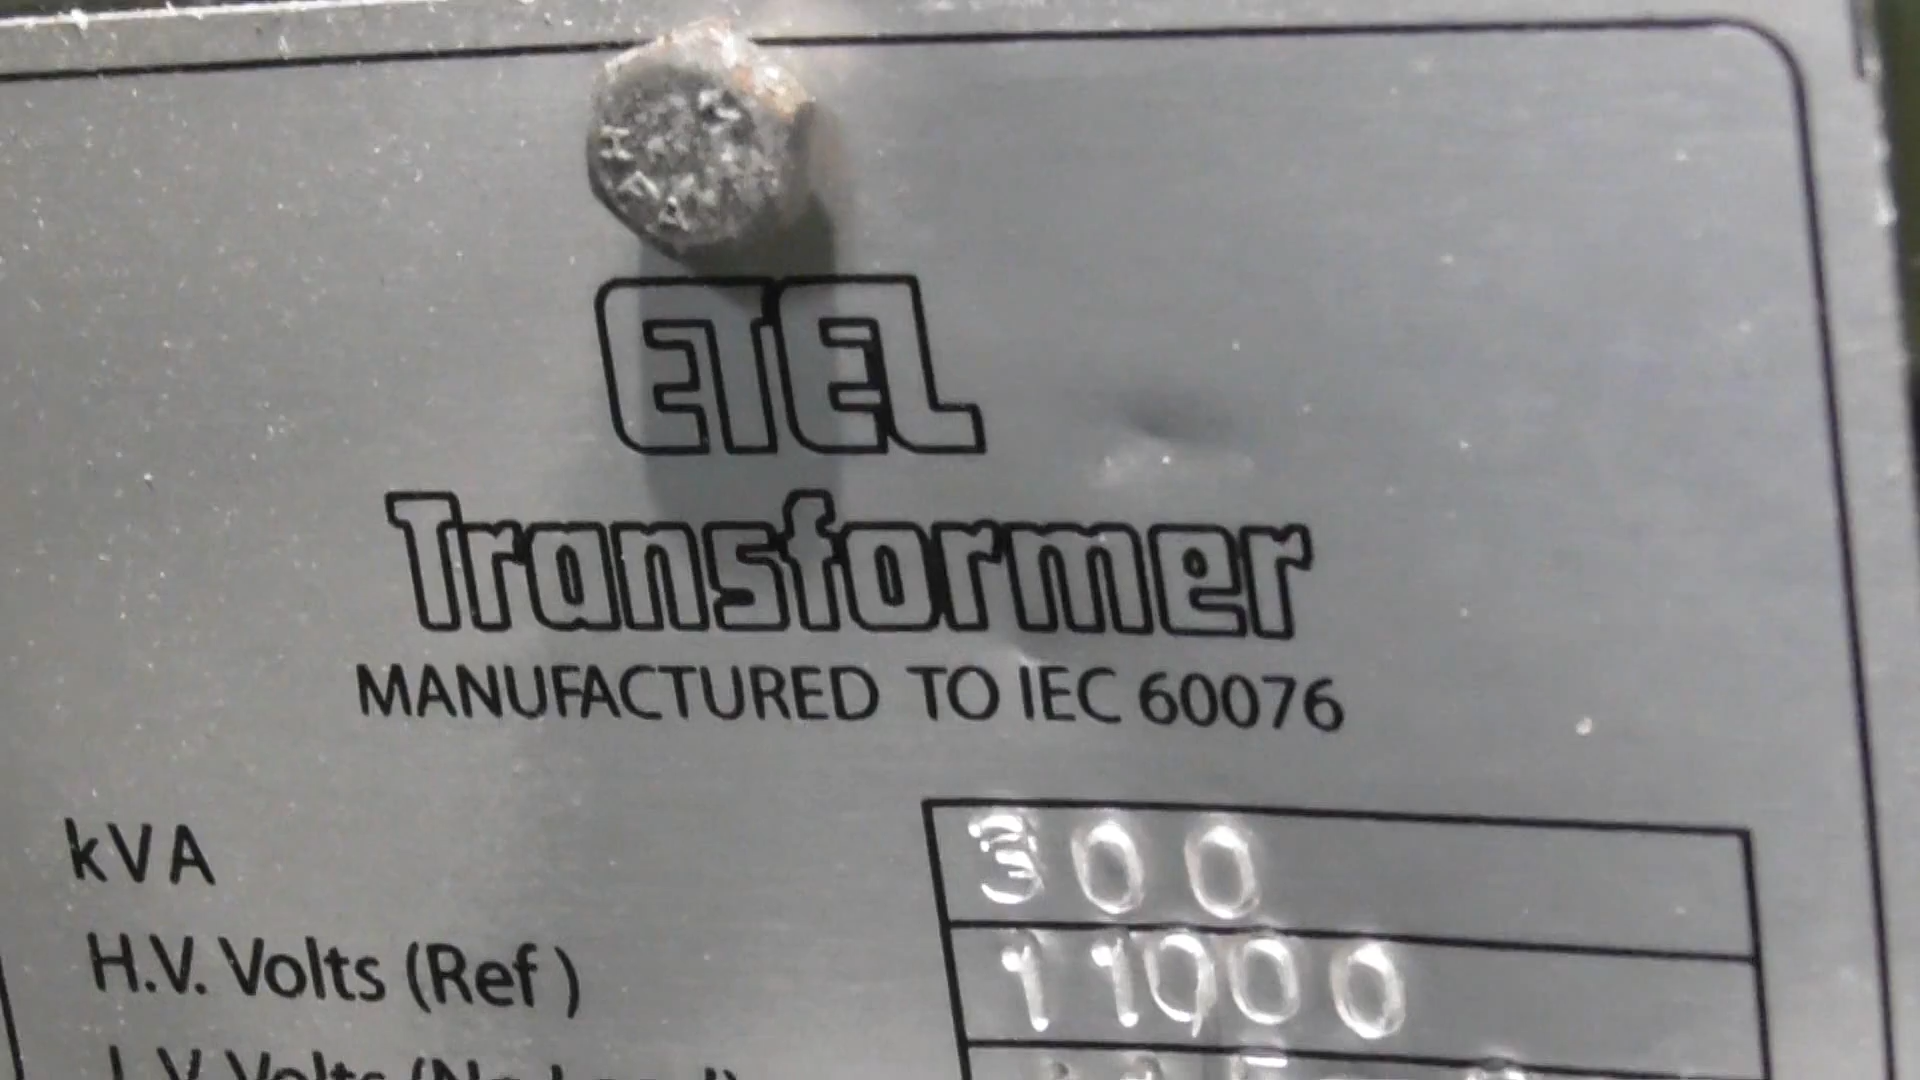 ETEL
Transformer
MANUFACTURED TO IEC 60076
kVA 300
H.V. Volts (Ref) 11000
L.V. Volts (No Load)